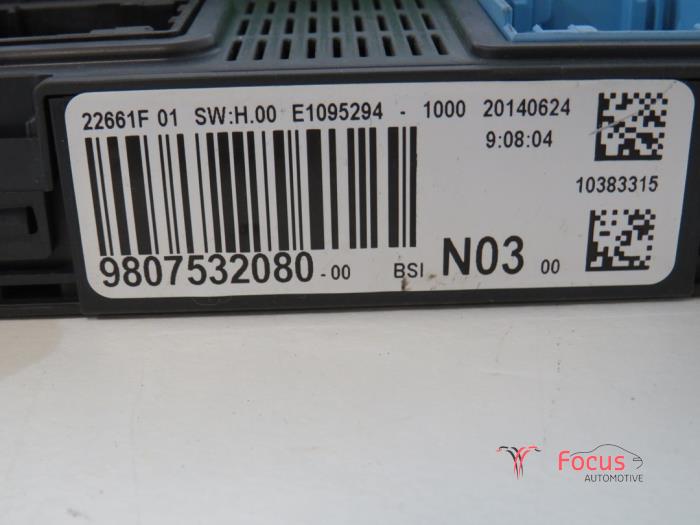 22661F 01 SW:H.00 E1095294 - 1000 20140624
9:08:04
10383315
9807532080-00 BSI N03 00
Focus
AUTOMOTIVE